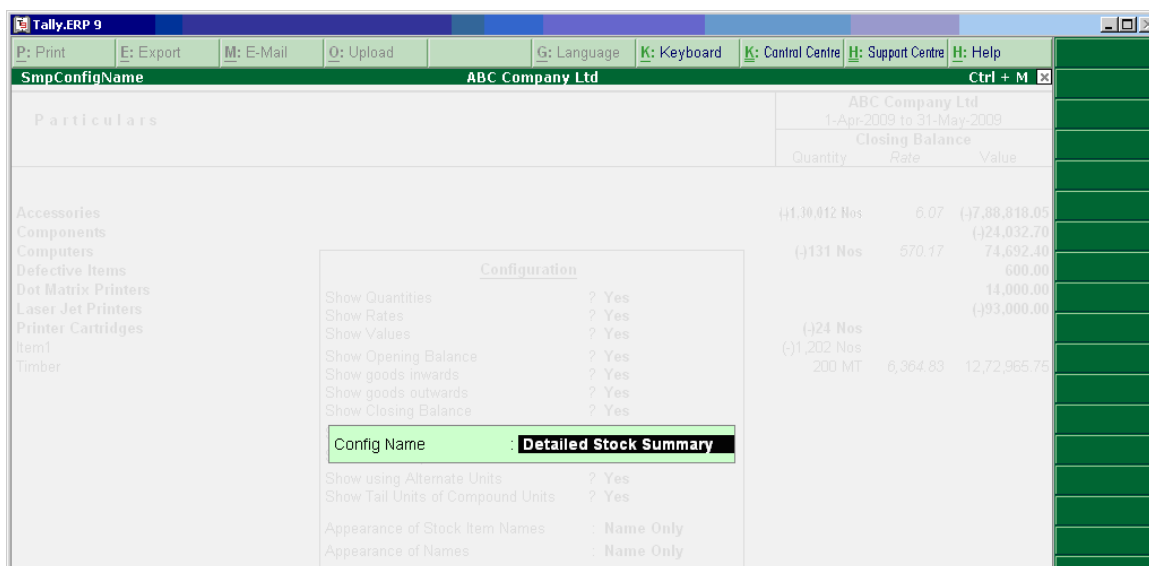 Tally.ERP 9
P: Print E: Export M: E-Mail O: Upload G: Language K: Keyboard K: Control Centre H: Support Centre H: Help
SmpConfigName ABC Company Ltd Ctrl + M
ABC Company Ltd
Particulars 1-Apr-2009 to 31-May-2009
Closing Balance
Quantity Rate Value
Accessories (-)1,30,012 Nos 6.07 (-)7,88,818.05
Components (-)24,032.70
Computers (-)131 Nos 570.17 74,692.40
Defective Items 600.00
Dot Matrix Printers 14,000.00
Laser Jet Printers (-)93,000.00
Printer Cartridges (-)24 Nos
Item1 (-)1,202 Nos
Timber 200 MT 6,364.83 12,72,965.75
Configuration
Show Quantities ? Yes
Show Rates ? Yes
Show Values ? Yes
Show Opening Balance ? Yes
Show goods inwards ? Yes
Show goods outwards ? Yes
Show Closing Balance ? Yes
Config Name : Detailed Stock Summary
Show using Alternate Units ? Yes
Show Tail Units of Compound Units ? Yes
Appearance of Stock Item Names : Name Only
Appearance of Names : Name Only